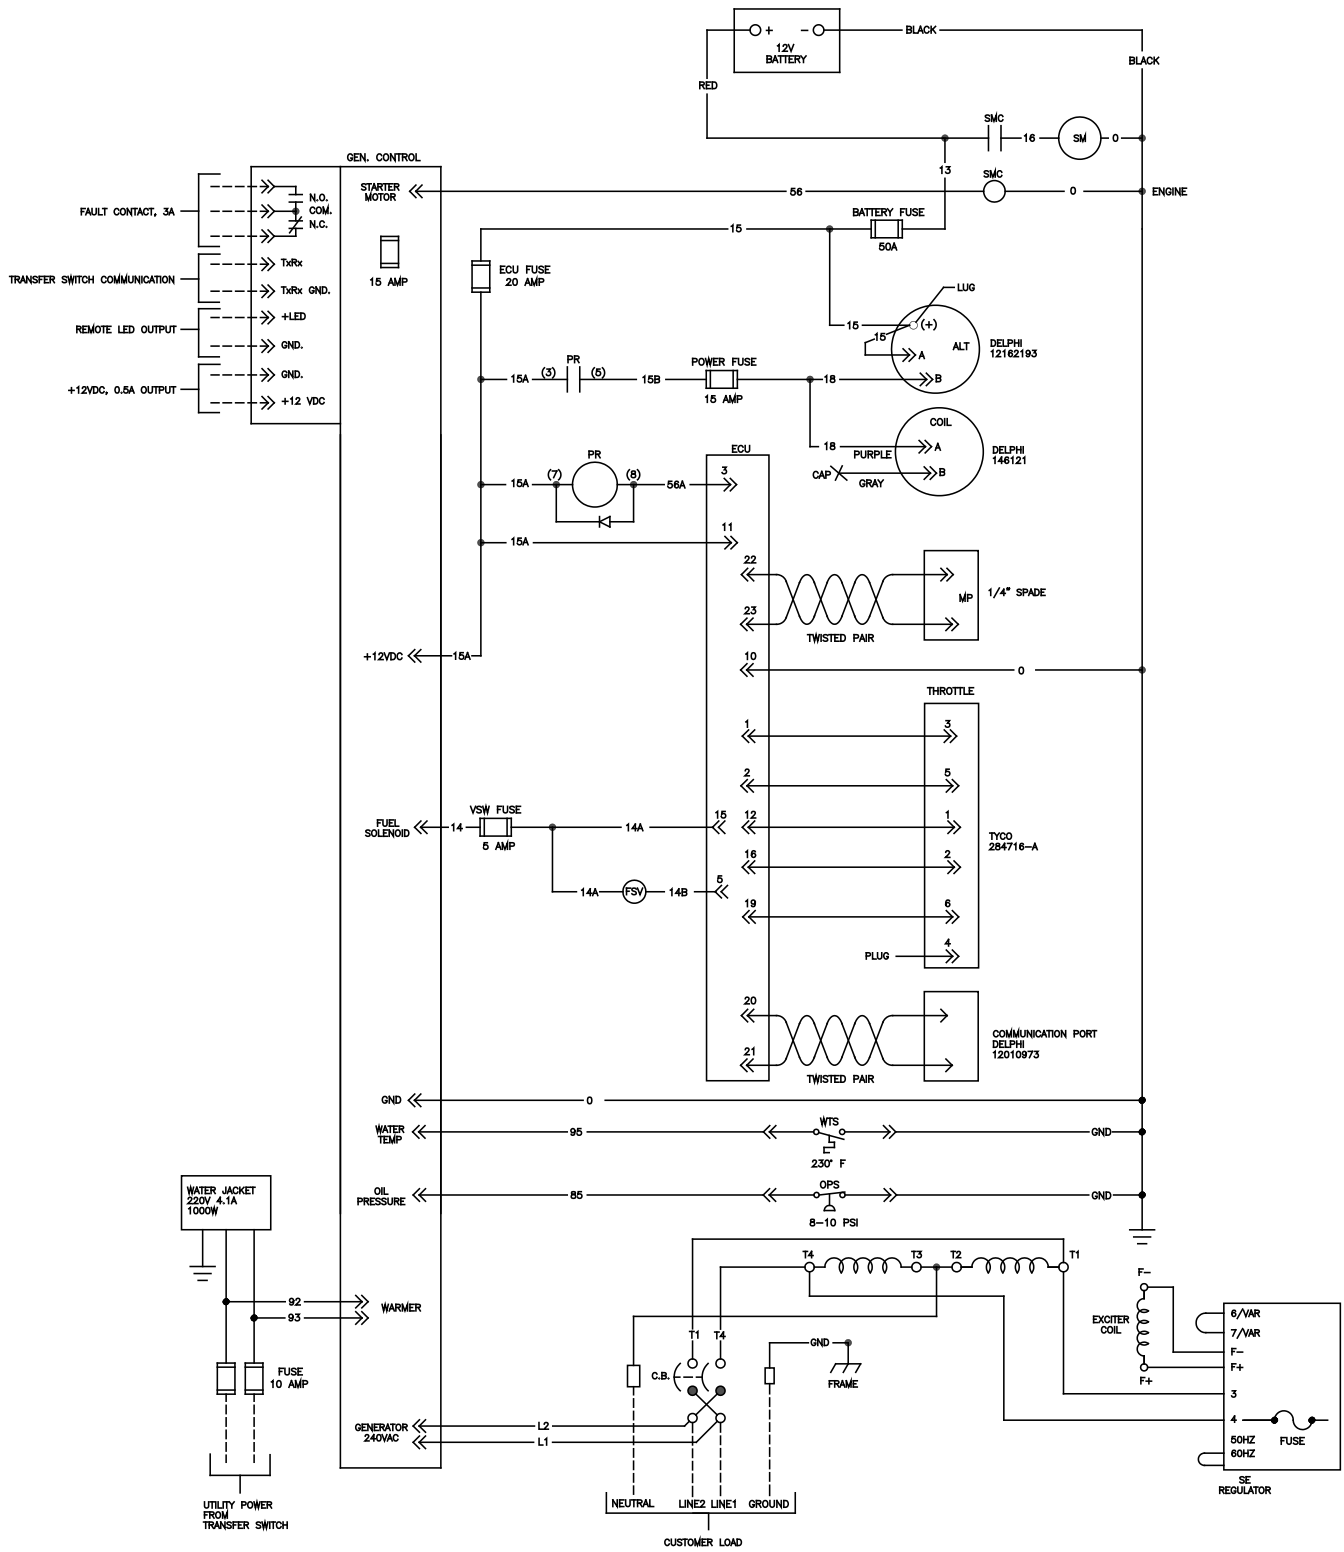 + −
12V
BATTERY
BLACK
BLACK
RED
SMC
16
SM
0
13
GEN. CONTROL
STARTER
MOTOR
56
SMC
0
ENGINE
FAULT CONTACT, 3A
N.O.
COM.
N.C.
15 AMP
TRANSFER SWITCH COMMUNICATION
TxRx
TxRx GND.
REMOTE LED OUTPUT
+LED
GND.
+12VDC, 0.5A OUTPUT
GND.
+12 VDC
BATTERY FUSE
15
50A
ECU FUSE
20 AMP
LUG
15
(+)
15
ALT
A
B
DELPHI
12162193
PR
15A
(3)
(5)
15B
POWER FUSE
15 AMP
18
COIL
18
PURPLE
A
CAP
GRAY
B
DELPHI
146121
PR
15A
(7)
(8)
56A
ECU
3
15A
11
22
23
TWISTED PAIR
MP
1/4" SPADE
+12VDC
15A
10
0
THROTTLE
1
3
2
5
FUEL
SOLENOID
14
VSW FUSE
5 AMP
14A
15
12
1
TYCO
284716-A
16
2
14A
FSV
14B
5
19
6
PLUG
4
20
21
TWISTED PAIR
COMMUNICATION PORT
DELPHI
12010973
GND
0
WATER
TEMP
95
WTS
230° F
GND
OIL
PRESSURE
85
OPS
8-10 PSI
GND
WATER JACKET
220V 4.1A
1000W
92
93
WARMER
FUSE
10 AMP
UTILITY POWER
FROM
TRANSFER SWITCH
T4
T3
T2
T1
T1
T4
C.B.
GND
FRAME
GENERATOR
240VAC
L2
L1
NEUTRAL
LINE2
LINE1
GROUND
CUSTOMER LOAD
F-
EXCITER
COIL
F+
6/VAR
7/VAR
F-
F+
3
4
FUSE
50HZ
60HZ
SE
REGULATOR